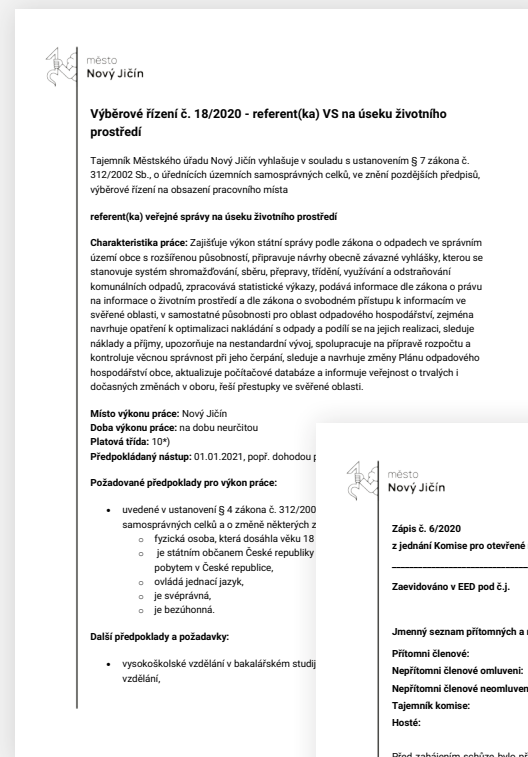 město
Nový Jičín
Výběrové řízení č. 18/2020 - referent(ka) VS na úseku životního
prostředí
Tajemník Městského úřadu Nový Jičín vyhlašuje v souladu s ustanovením § 7 zákona č.
312/2002 Sb., o úřednících územních samosprávných celků, ve znění pozdějších předpisů,
výběrové řízení na obsazení pracovního místa
referent(ka) veřejné správy na úseku životního prostředí
Charakteristika práce: Zajišťuje výkon státní správy podle zákona o odpadech ve správním
území obce s rozšířenou působností, připravuje návrhy obecně závazné vyhlášky, kterou se
stanovuje systém shromažďování, sběru, přepravy, třídění, využívání a odstraňování
komunálních odpadů, zpracovává statistické výkazy, podává informace dle zákona o právu
na informace o životním prostředí a dle zákona o svobodném přístupu k informacím ve
svěřené oblasti, v samostatné působnosti pro oblast odpadového hospodářství, zejména
navrhuje opatření k optimalizaci nakládání s odpady a podílí se na jejich realizaci, sleduje
náklady a příjmy, upozorňuje na nestandardní vývoj, spolupracuje na přípravě rozpočtu a
kontroluje věcnou správnost při jeho čerpání, sleduje a navrhuje změny Plánu odpadového
hospodářství obce, aktualizuje počítačové databáze a informuje veřejnost o trvalých i
dočasných změnách v oboru, řeší přestupky ve svěřené oblasti.
Místo výkonu práce: Nový Jičín
Doba výkonu práce: na dobu neurčitou
Platová třída: 10*)
Předpokládaný nástup: 01.01.2021, popř. dohodou p
Požadované předpoklady pro výkon práce:
• uvedené v ustanovení § 4 zákona č. 312/200
samosprávných celků a o změně některých z
○ fyzická osoba, která dosáhla věku 18
○ je státním občanem České republiky
pobytem v České republice,
○ ovládá jednací jazyk,
○ je svéprávná,
○ je bezúhonná.
Další předpoklady a požadavky:
• vysokoškolské vzdělání v bakalářském studij
vzdělání,
město
Nový Jičín
Zápis č. 6/2020
z jednání Komise pro otevřené
Zaevidováno v EED pod č.j.
Jmenný seznam přítomných a
Přítomni členové:
Nepřítomni členové omluveni:
Nepřítomni členové neomluven
Tajemník komise:
Hosté:
Před zahájením schůze bylo